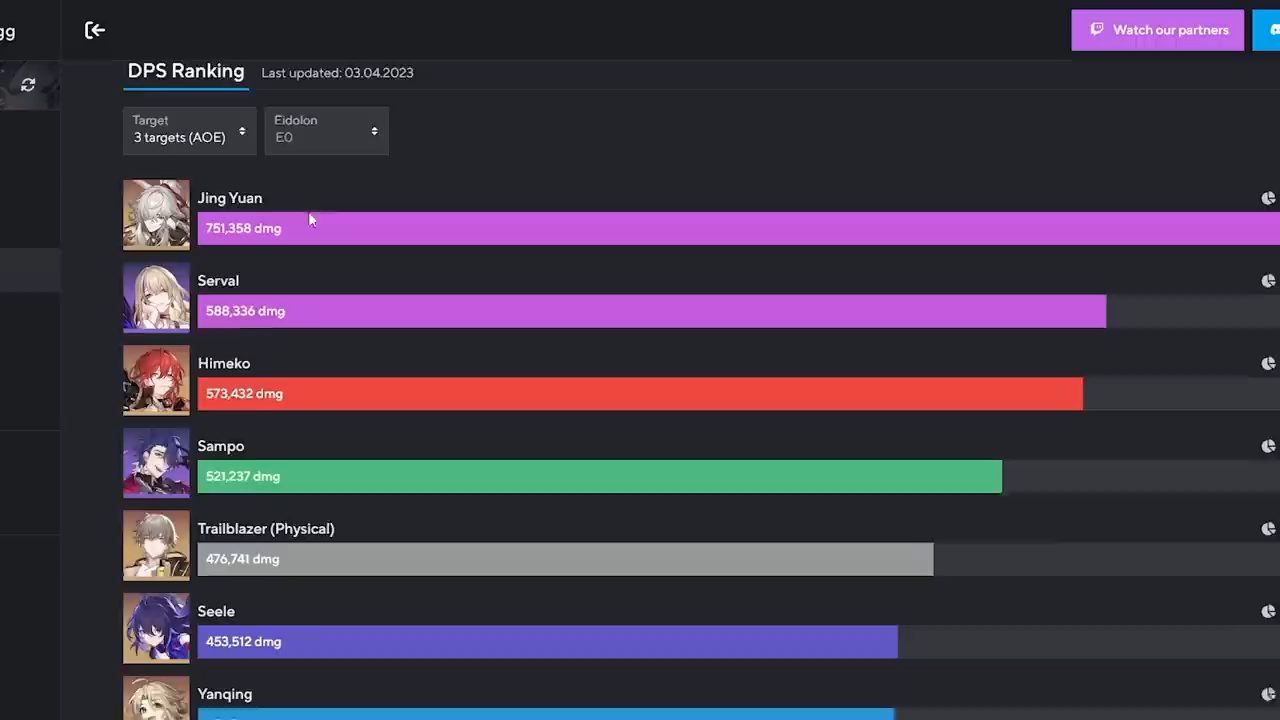 gg
Watch our partners
DPS Ranking
Last updated: 03.04.2023
Target
3 targets (AOE)
Eidolon
E0
Jing Yuan
751,358 dmg
Serval
588,336 dmg
Himeko
573,432 dmg
Sampo
521,237 dmg
Trailblazer (Physical)
476,741 dmg
Seele
453,512 dmg
Yanqing